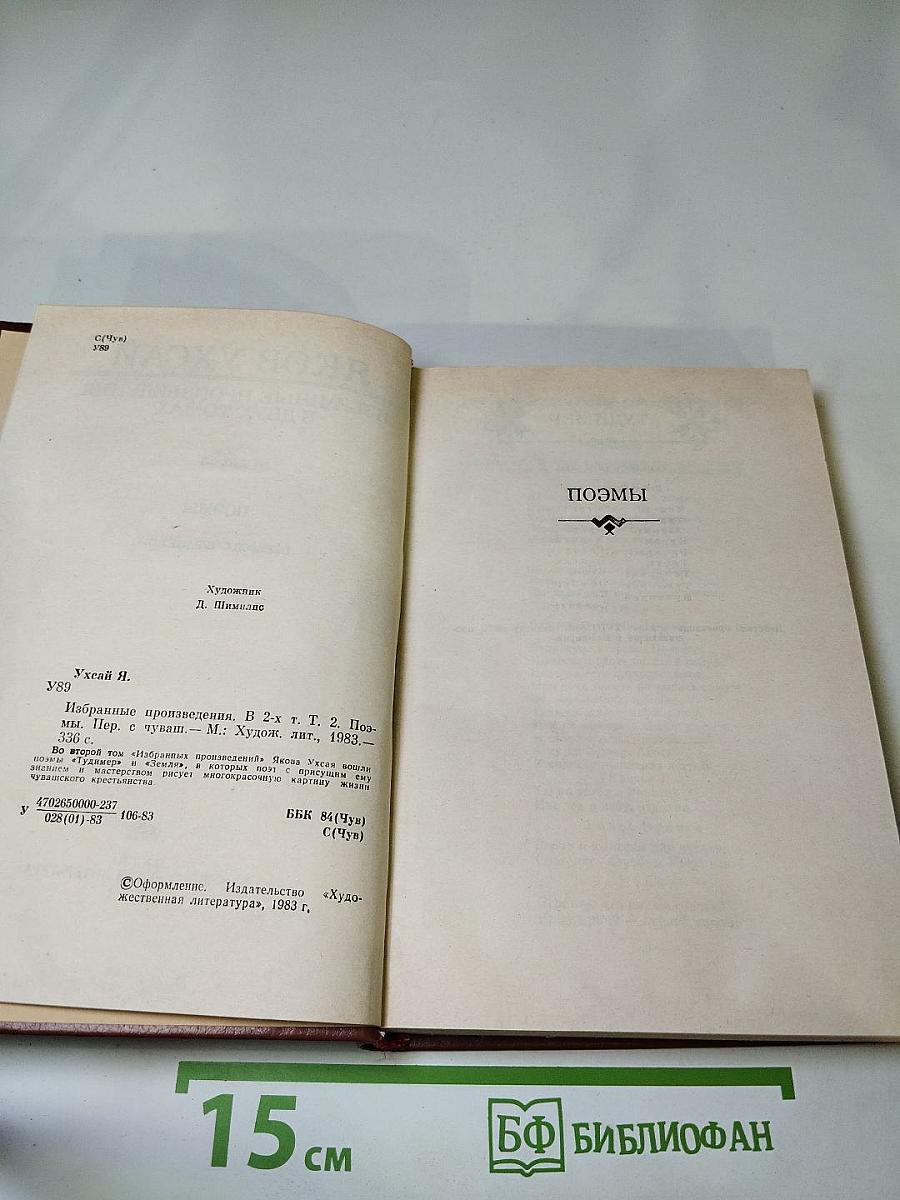 С(Чув)
У89
Художник
Д. Шимилис
Ухсай Я.
У89
Избранные произведения. В 2-х т. Т. 2. Поэ-
мы. Пер. с чуваш.— М.: Худож. лит., 1983.—
336 с.
Во второй том «Избранных произведений» Якова Ухсая вошли
поэмы «Тудимер» и «Земля», в которых поэт с присущим ему
знанием и мастерством рисует многокрасочную картину жизни
чувашского крестьянства.
У 4702650000-237
028(01)-83 106-83
ББК 84(Чув)
С(Чув)
©Оформление. Издательство «Худо-
жественная литература», 1983 г.
ПОЭМЫ
15 см
БФ БИБЛИОФАН